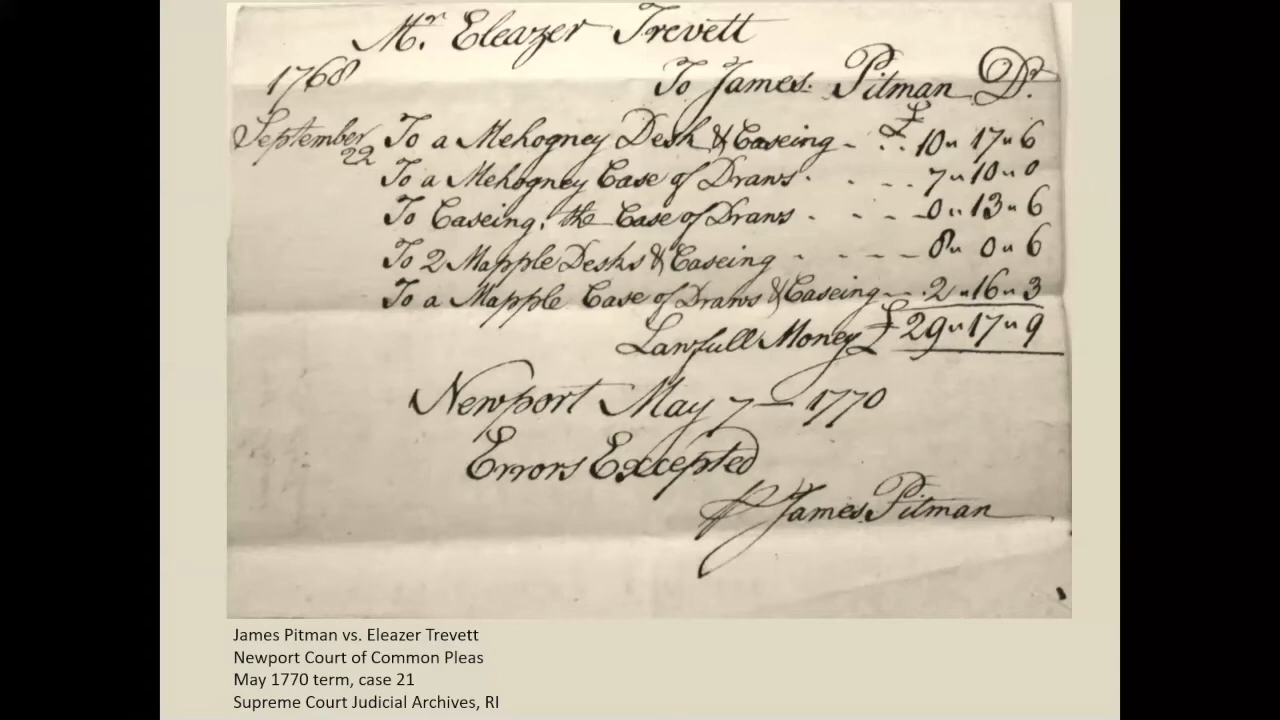 Mr. Eleazer Trevett
1768 To James Pitman Dr.
£
September 22 To a Mehogney Desk & Caseing - . . 10 " 17 " 6
To a Mehogney Case of Draws . . - - . 7 " 10 " 0
To Caseing, the Case of Draws . - - - 0 " 13 " 6
To 2 Mapple Desks & Caseing - - - - - 8 " 0 " 6
To a Mapple Case of Draws & Caseing - - . 2 " 16 " 3
Lawfull Money £ 29 " 17 " 9
Newport May 7 — 1770
Errors Excepted
James Pitman
James Pitman vs. Eleazer Trevett
Newport Court of Common Pleas
May 1770 term, case 21
Supreme Court Judicial Archives, RI